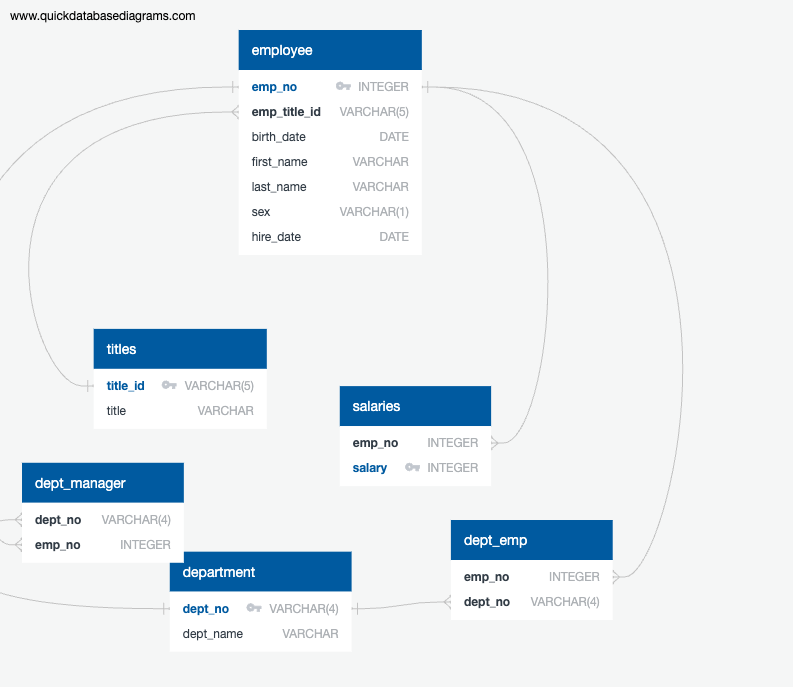 www.quickdatabasediagrams.com
employee
emp_no INTEGER
emp_title_id VARCHAR(5)
birth_date DATE
first_name VARCHAR
last_name VARCHAR
sex VARCHAR(1)
hire_date DATE
titles
title_id VARCHAR(5)
title VARCHAR
salaries
emp_no INTEGER
salary INTEGER
dept_manager
dept_no VARCHAR(4)
emp_no INTEGER
department
dept_no VARCHAR(4)
dept_name VARCHAR
dept_emp
emp_no INTEGER
dept_no VARCHAR(4)